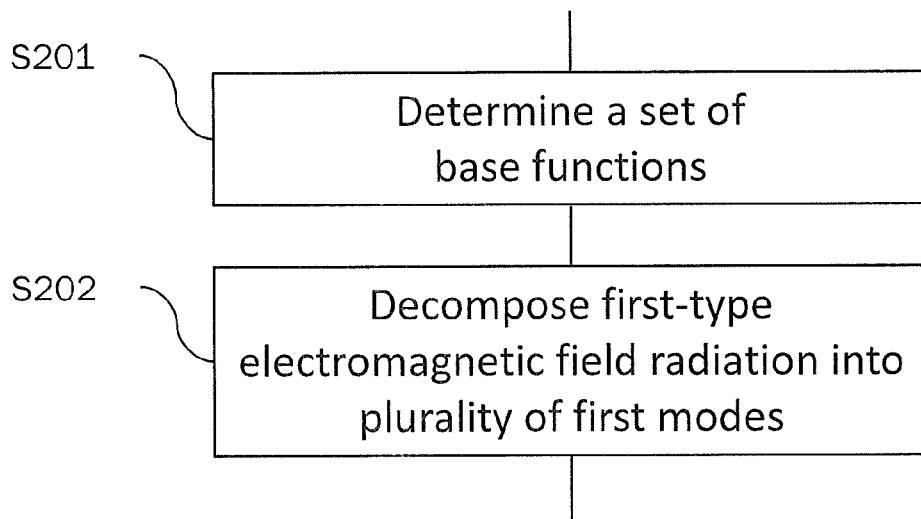 S201
Determine a set of
base functions
S202
Decompose first-type
electromagnetic field radiation into
plurality of first modes